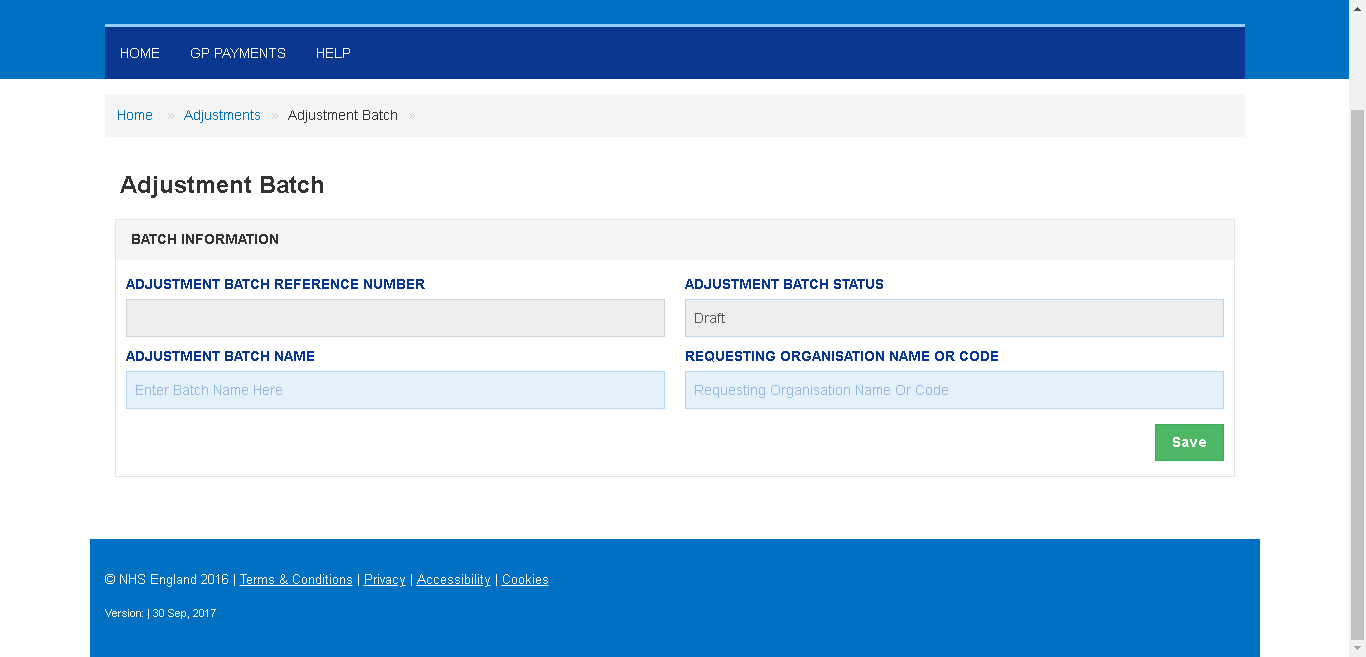 HOME GP PAYMENTS HELP
Home » Adjustments » Adjustment Batch »
Adjustment Batch
BATCH INFORMATION
ADJUSTMENT BATCH REFERENCE NUMBER ADJUSTMENT BATCH STATUS
Draft
ADJUSTMENT BATCH NAME REQUESTING ORGANISATION NAME OR CODE
Enter Batch Name Here Requesting Organisation Name Or Code
Save
© NHS England 2016 | Terms & Conditions | Privacy | Accessibility | Cookies
Version: | 30 Sep, 2017